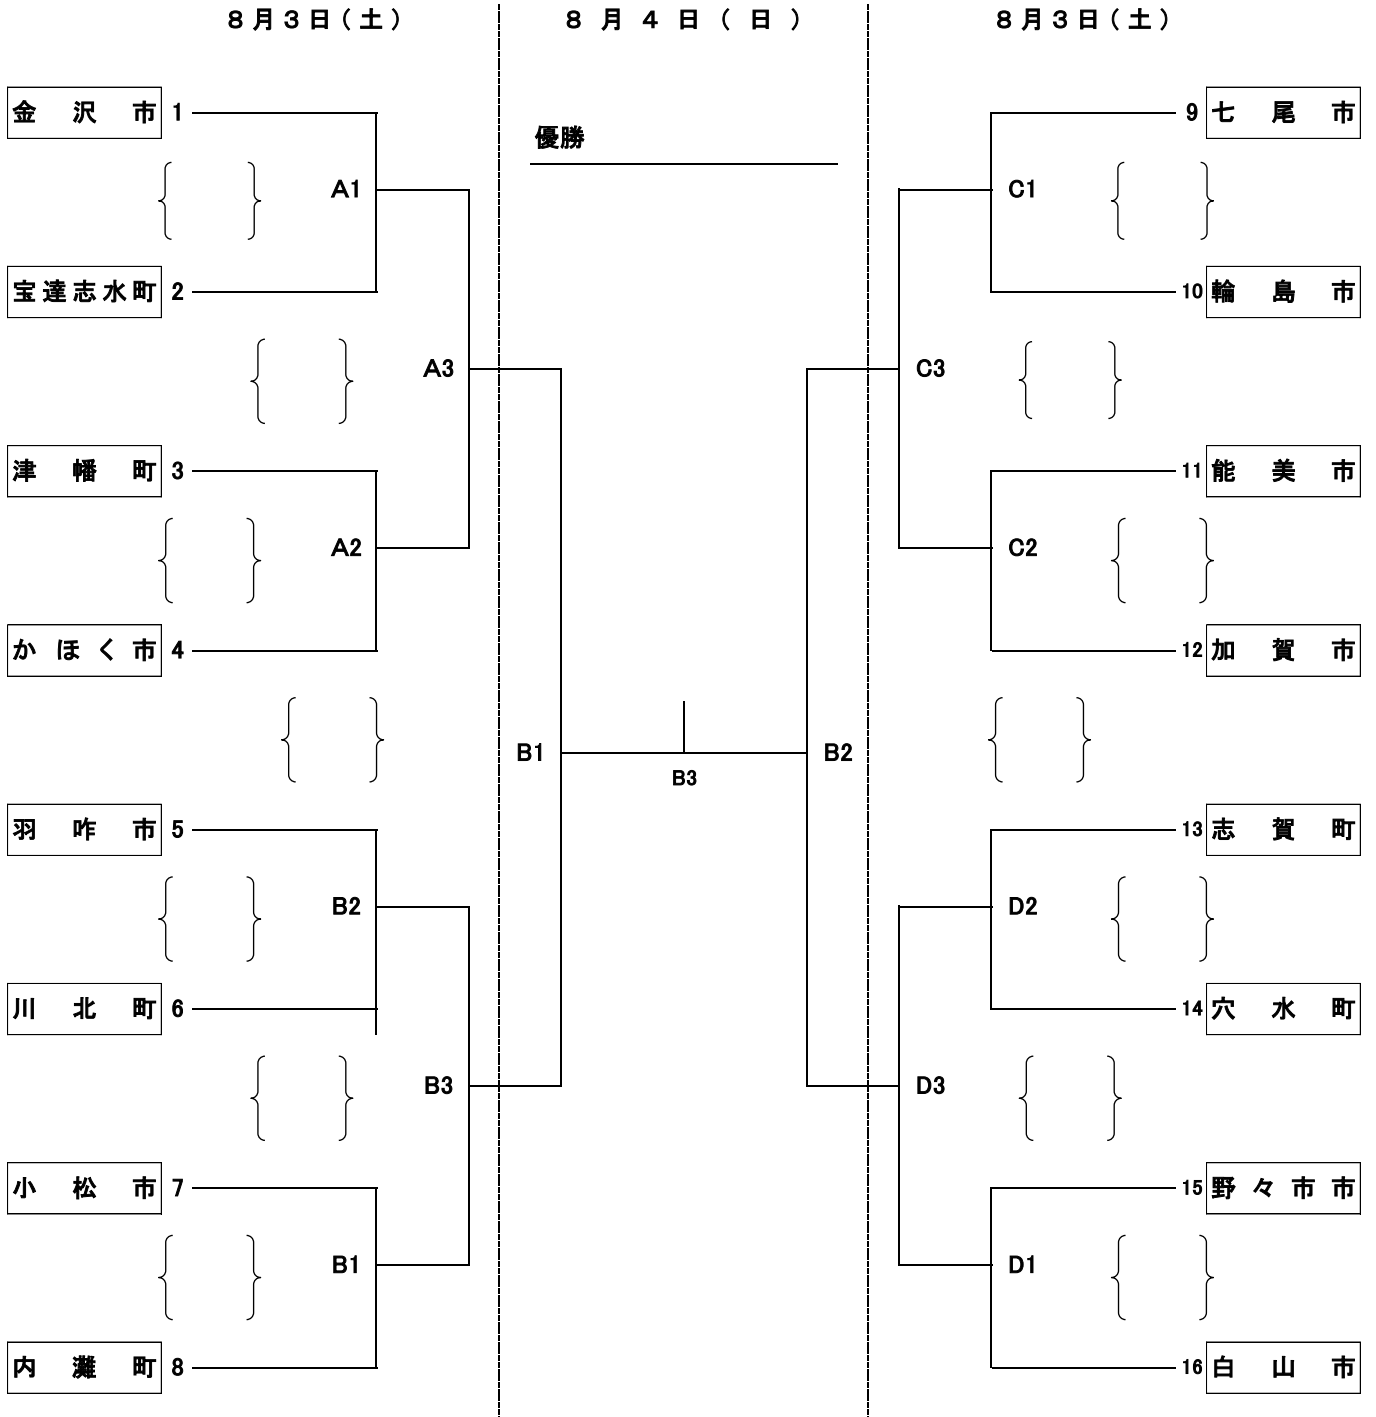 8月3日(土) 8月4日(日) 8月3日(土)
金沢市 1 9 七尾市
優勝
A1 C1
宝達志水町 2 10 輪島市
A3 C3
津幡町 3 11 能美市
A2 C2
かほく市 4 12 加賀市
B1 B2
B3
羽咋市 5 13 志賀町
B2 D2
川北町 6 14 穴水町
B3 D3
小松市 7 15 野々市市
B1 D1
内灘町 8 16 白山市